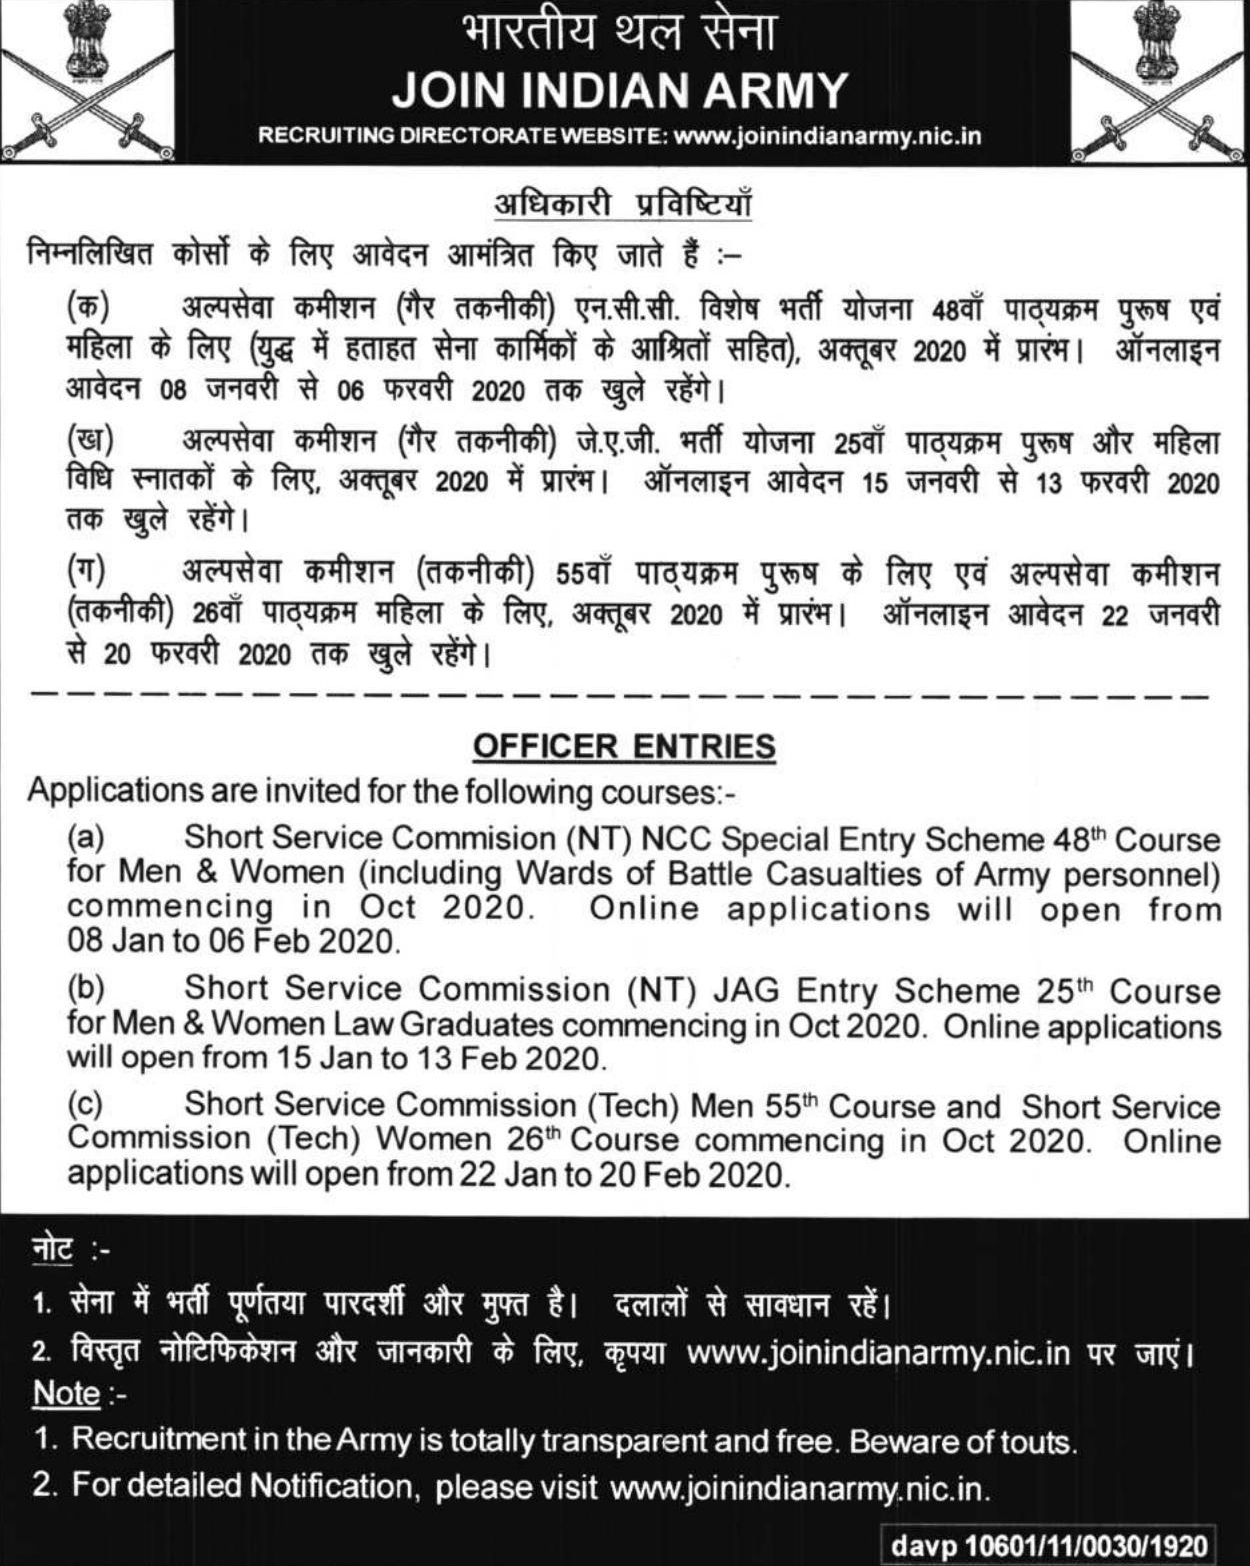 भारतीय थल सेना
JOIN INDIAN ARMY
RECRUITING DIRECTORATE WEBSITE: www.joinindianarmy.nic.in
अधिकारी प्रविष्टियाँ
निम्नलिखित कोर्सो के लिए आवेदन आमंत्रित किए जाते हैं :–
(क) अल्पसेवा कमीशन (गैर तकनीकी) एन.सी.सी. विशेष भर्ती योजना 48वाँ पाठ्यक्रम पुरूष एवं
महिला के लिए (युद्ध में हताहत सेना कार्मिकों के आश्रितों सहित), अक्तूबर 2020 में प्रारंभ। ऑनलाइन
आवेदन 08 जनवरी से 06 फरवरी 2020 तक खुले रहेंगे।
(ख) अल्पसेवा कमीशन (गैर तकनीकी) जे.ए.जी. भर्ती योजना 25वाँ पाठ्यक्रम पुरूष और महिला
विधि स्नातकों के लिए, अक्तूबर 2020 में प्रारंभ। ऑनलाइन आवेदन 15 जनवरी से 13 फरवरी 2020
तक खुले रहेंगे।
(ग) अल्पसेवा कमीशन (तकनीकी) 55वाँ पाठ्यक्रम पुरूष के लिए एवं अल्पसेवा कमीशन
(तकनीकी) 26वाँ पाठ्यक्रम महिला के लिए, अक्तूबर 2020 में प्रारंभ। ऑनलाइन आवेदन 22 जनवरी
से 20 फरवरी 2020 तक खुले रहेंगे।
OFFICER ENTRIES
Applications are invited for the following courses:-
(a) Short Service Commision (NT) NCC Special Entry Scheme 48th Course
for Men & Women (including Wards of Battle Casualties of Army personnel)
commencing in Oct 2020. Online applications will open from
08 Jan to 06 Feb 2020.
(b) Short Service Commission (NT) JAG Entry Scheme 25th Course
for Men & Women Law Graduates commencing in Oct 2020. Online applications
will open from 15 Jan to 13 Feb 2020.
(c) Short Service Commission (Tech) Men 55th Course and Short Service
Commission (Tech) Women 26th Course commencing in Oct 2020. Online
applications will open from 22 Jan to 20 Feb 2020.
नोट :-
1. सेना में भर्ती पूर्णतया पारदर्शी और मुफ्त है। दलालों से सावधान रहें।
2. विस्तृत नोटिफिकेशन और जानकारी के लिए, कृपया www.joinindianarmy.nic.in पर जाएं।
Note :-
1. Recruitment in the Army is totally transparent and free. Beware of touts.
2. For detailed Notification, please visit www.joinindianarmy.nic.in.
davp 10601/11/0030/1920